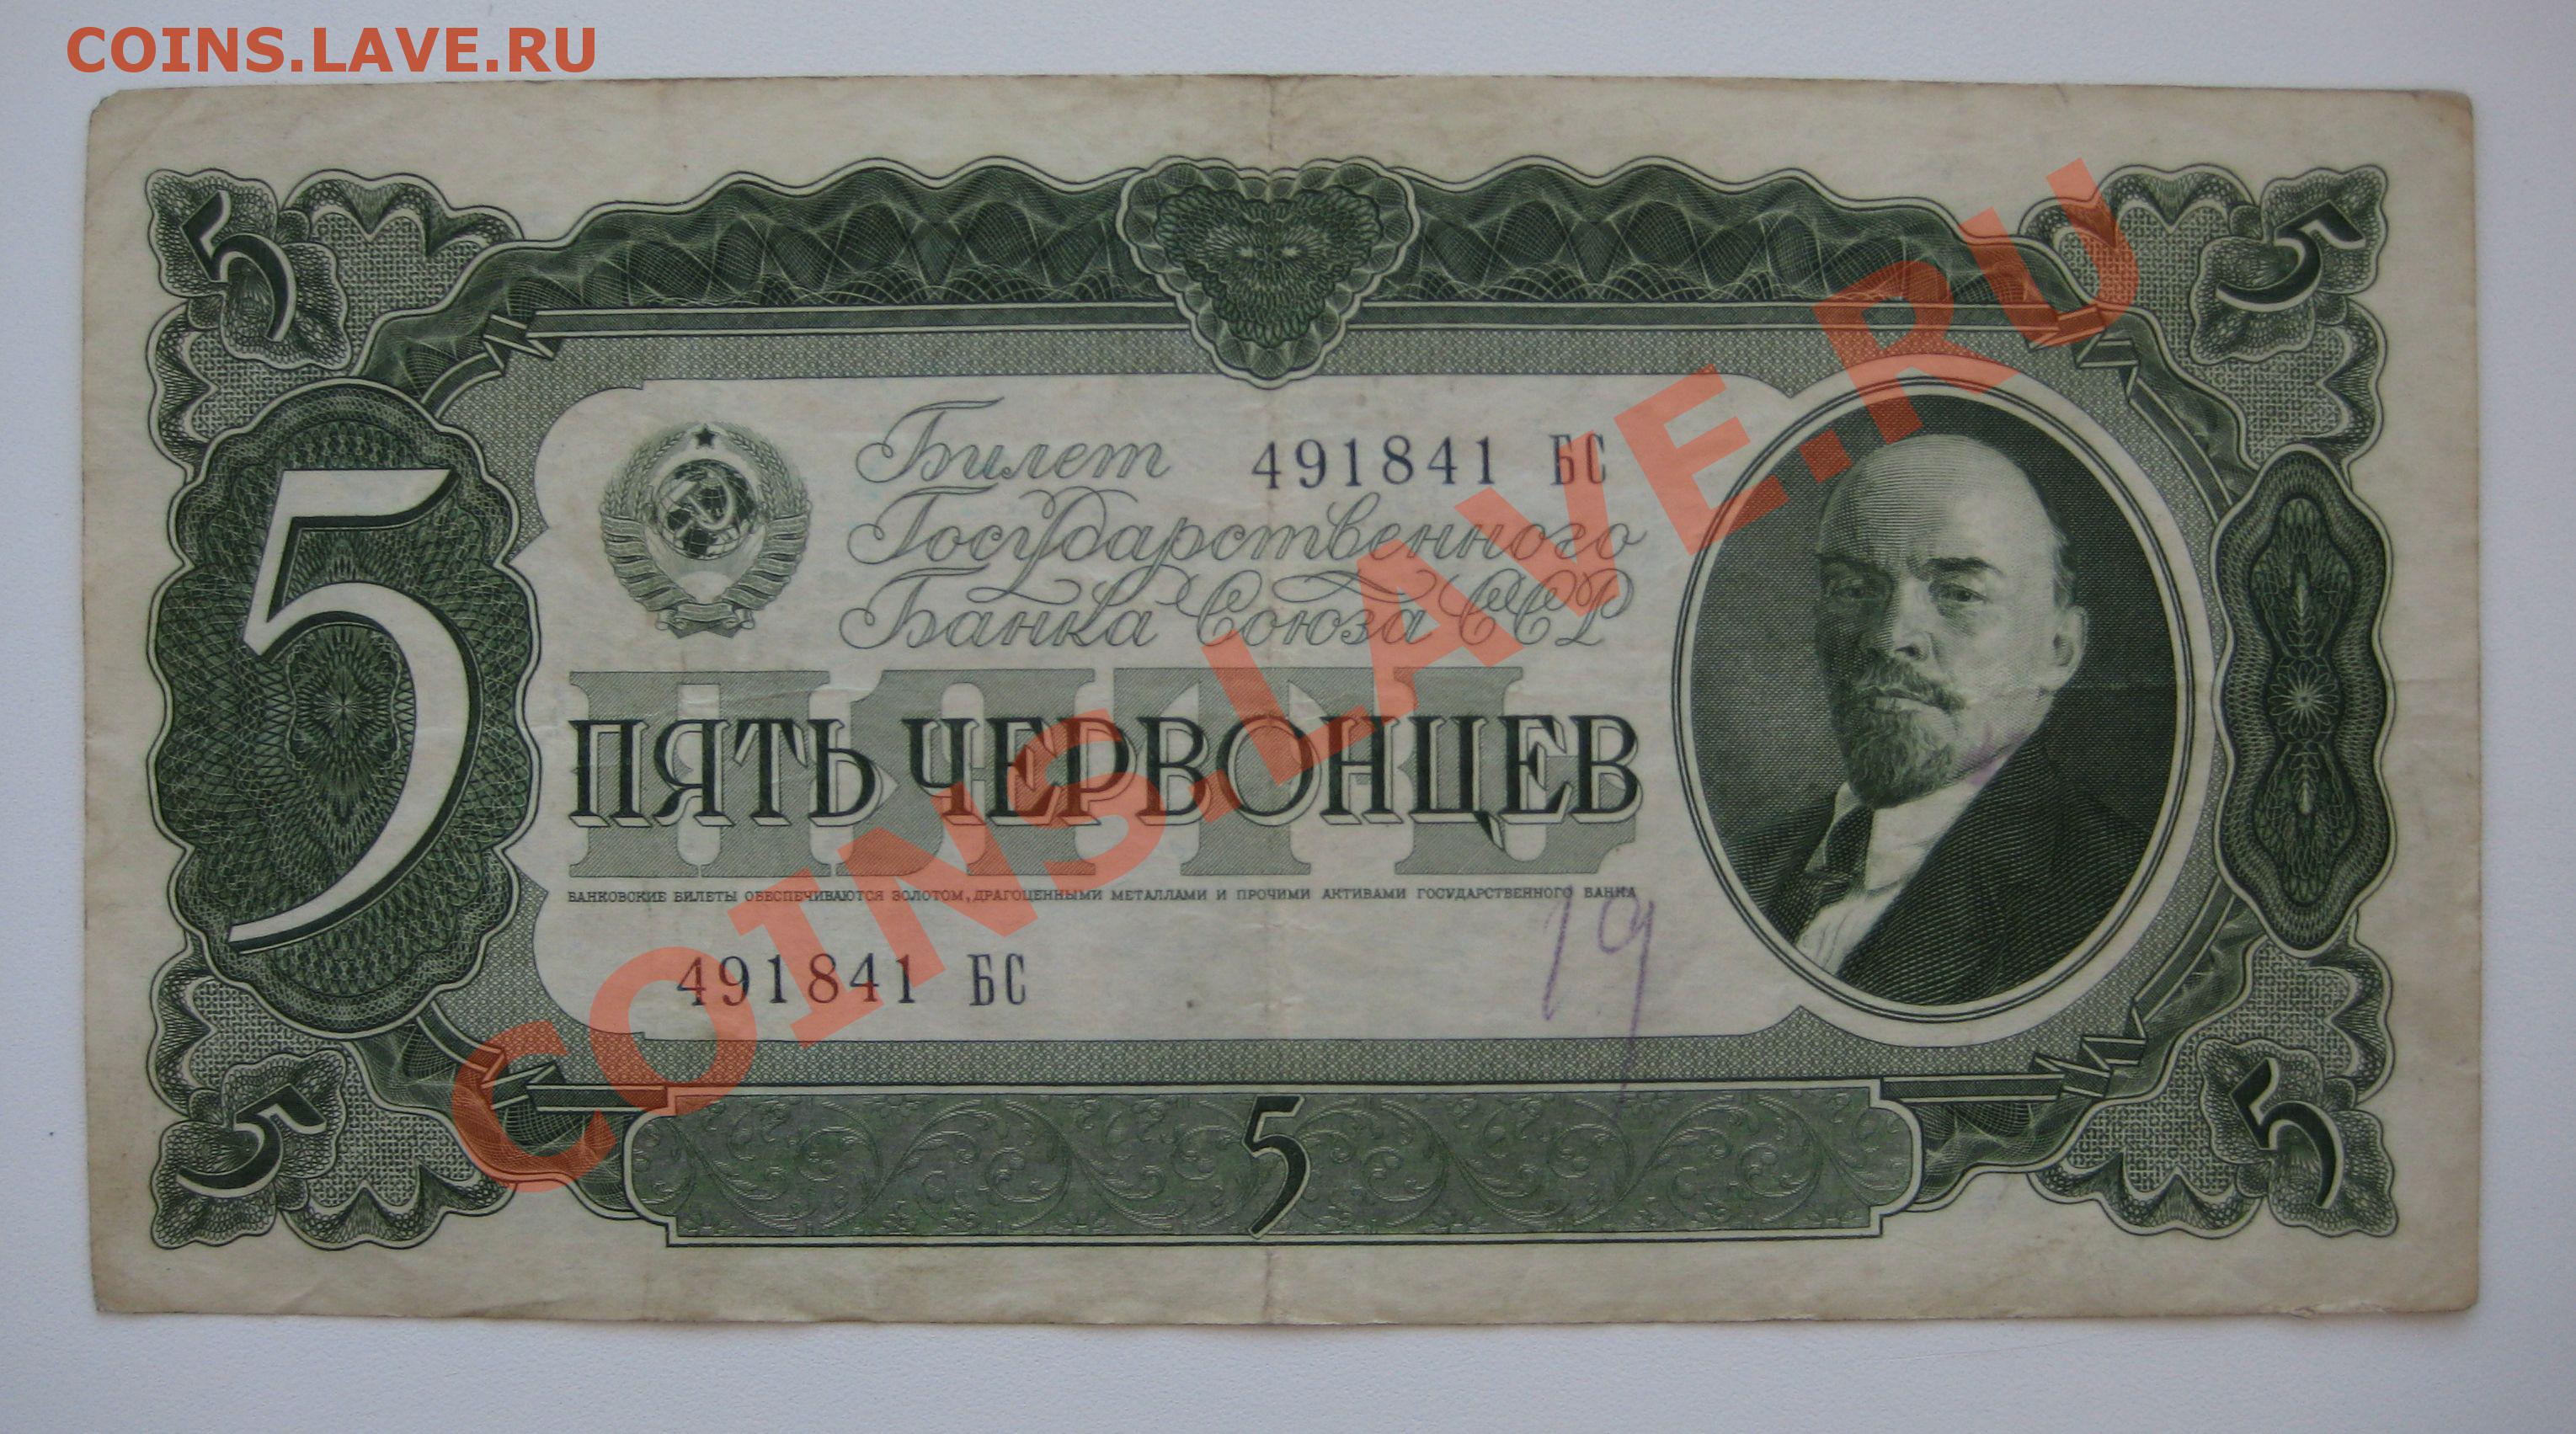 COINS.LAVE.RU
5 5
Билет 491841 БС
Государственного
Банка Союза ССР
5
ПЯТЬ
ПЯТЬ ЧЕРВОНЦЕВ
БАНКОВСКИЕ БИЛЕТЫ ОБЕСПЕЧИВАЮТСЯ ЗОЛОТОМ, ДРАГОЦЕННЫМИ МЕТАЛЛАМИ И ПРОЧИМИ АКТИВАМИ ГОСУДАРСТВЕННОГО БАНКА
19
491841 БС
5 5 5
COINS.LAVE.RU